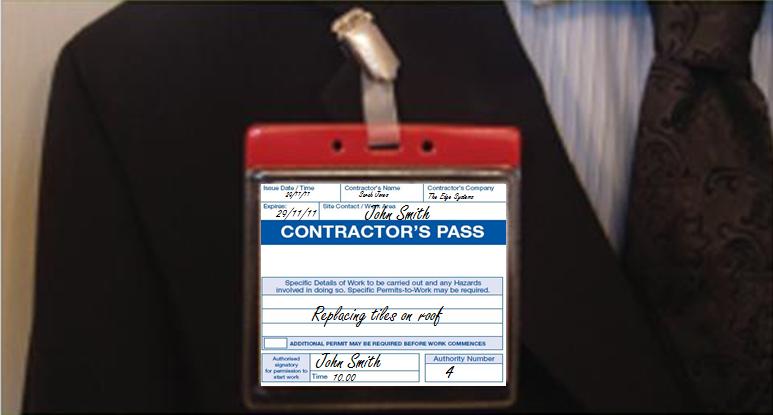 Issue Date / Time Contractor's Name Contractor's Company
29/11/11 Sarah Jones The Edge Systems
Expires: Site Contact / Work Area
29/11/11 John Smith
CONTRACTOR'S PASS
Specific Details of Work to be carried out and any Hazards
involved in doing so. Specific Permits-to-Work may be required.
Replacing tiles on roof
ADDITIONAL PERMIT MAY BE REQUIRED BEFORE WORK COMMENCES
Authorised
signatory
for permission to
start work
John Smith
Time 10.00
Authority Number
4